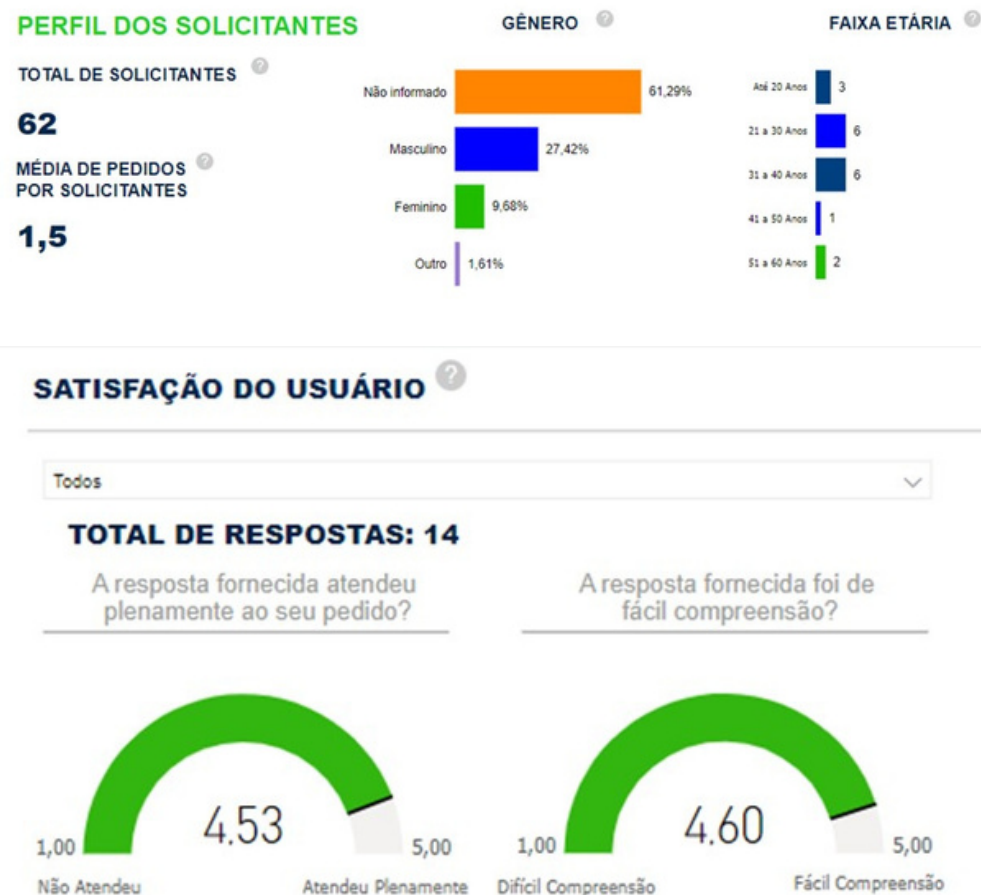 PERFIL DOS SOLICITANTES
TOTAL DE SOLICITANTES ?
62
MÉDIA DE PEDIDOS ?
POR SOLICITANTES
1,5
GÊNERO ?
Não informado 61,29%
Masculino 27,42%
Feminino 9,68%
Outro 1,61%
FAIXA ETÁRIA ?
Até 20 Anos 3
21 a 30 Anos 6
31 a 40 Anos 6
41 a 50 Anos 1
51 a 60 Anos 2
SATISFAÇÃO DO USUÁRIO ?
Todos
TOTAL DE RESPOSTAS: 14
A resposta fornecida atendeu
plenamente ao seu pedido?
4,53
1,00 5,00
Não Atendeu Atendeu Plenamente
A resposta fornecida foi de
fácil compreensão?
4,60
1,00 5,00
Difícil Compreensão Fácil Compreensão